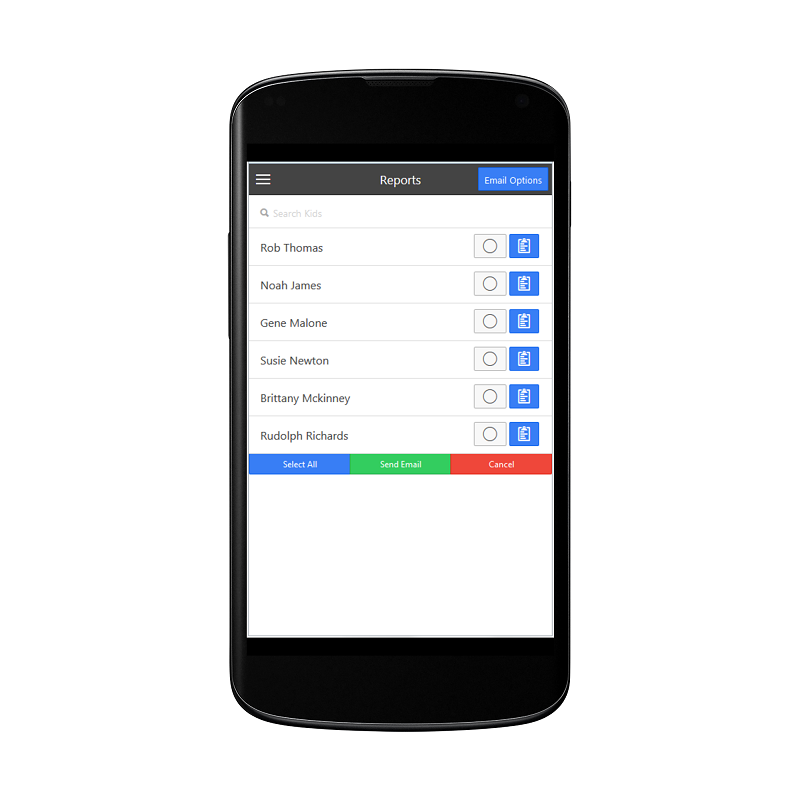 Reports
Email Options
Search Kids
Rob Thomas
Noah James
Gene Malone
Susie Newton
Brittany Mckinney
Rudolph Richards
Select All
Send Email
Cancel